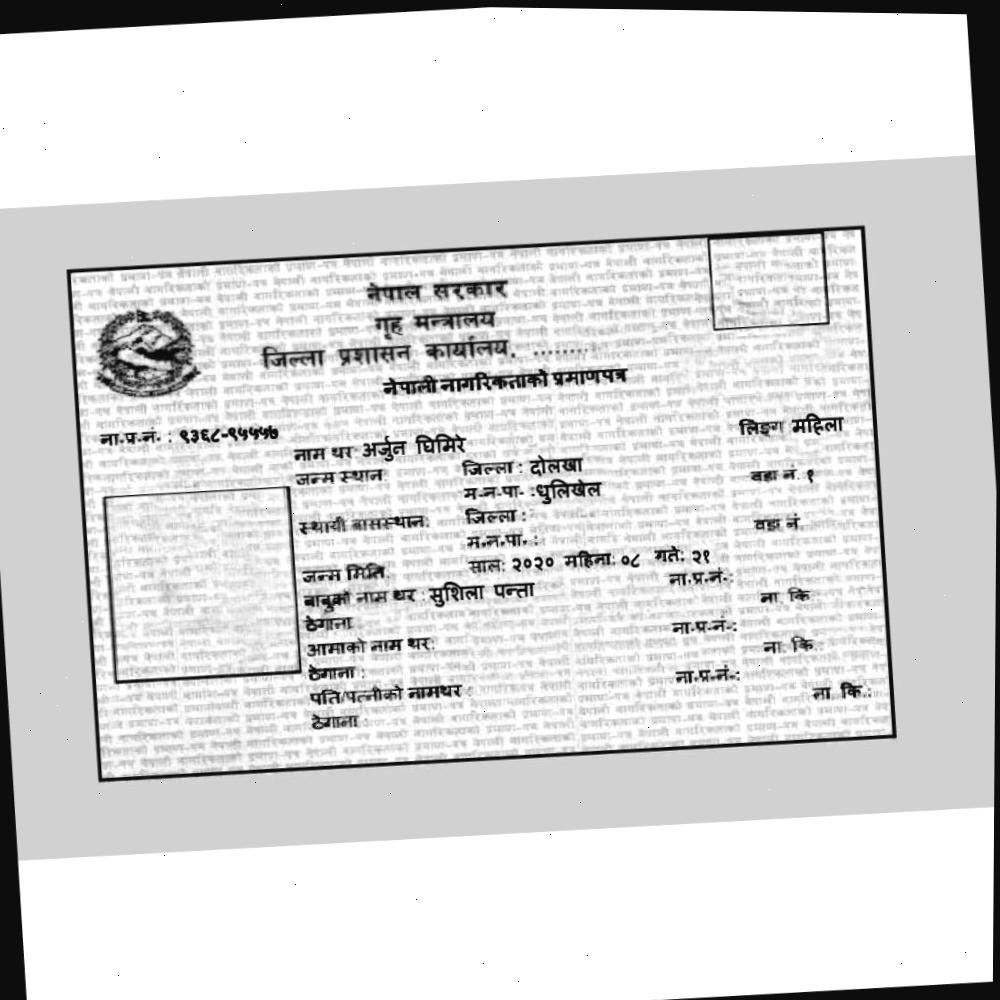 नेपाल सरकार
गृह मन्त्रालय
जिल्ला प्रशासन कार्यालय, ........
नेपाली नागरिकताको प्रमाणपत्र
ना.प्र.नं. : ९३६८-९५५५७
लिङ्ग महिला
नाम थर अर्जुन घिमिरे
जन्म स्थान: जिल्ला : दोलखा
म.न.पा. :धुलिखेल वडा नं. १
स्थायी बासस्थान: जिल्ला :
म.न.पा. : वडा नं.
जन्म मिति: साल: २०२० महिना: ०८ गते: २१
बाबुको नाम थर : सुशिला पन्ता ना.प्र.नं.:
ठेगाना ना. कि
आमाको नाम थर: ना.प्र.नं.:
ठेगाना : ना. कि.:
पति/पत्नीको नामथर : ना.प्र.नं.:
ठेगाना : ना. कि.: